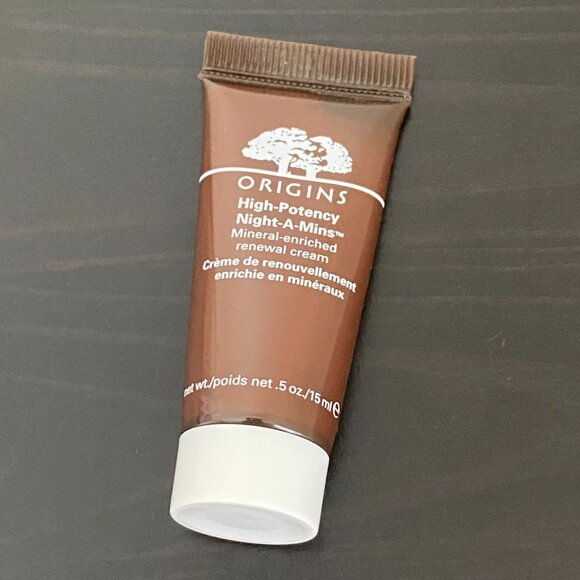 ORIGINS
High-Potency
Night-A-Mins™
Mineral-enriched
renewal cream
Crème de renouvellement
enrichie en minéraux
net wt./poids net .5 oz./15 ml ℮